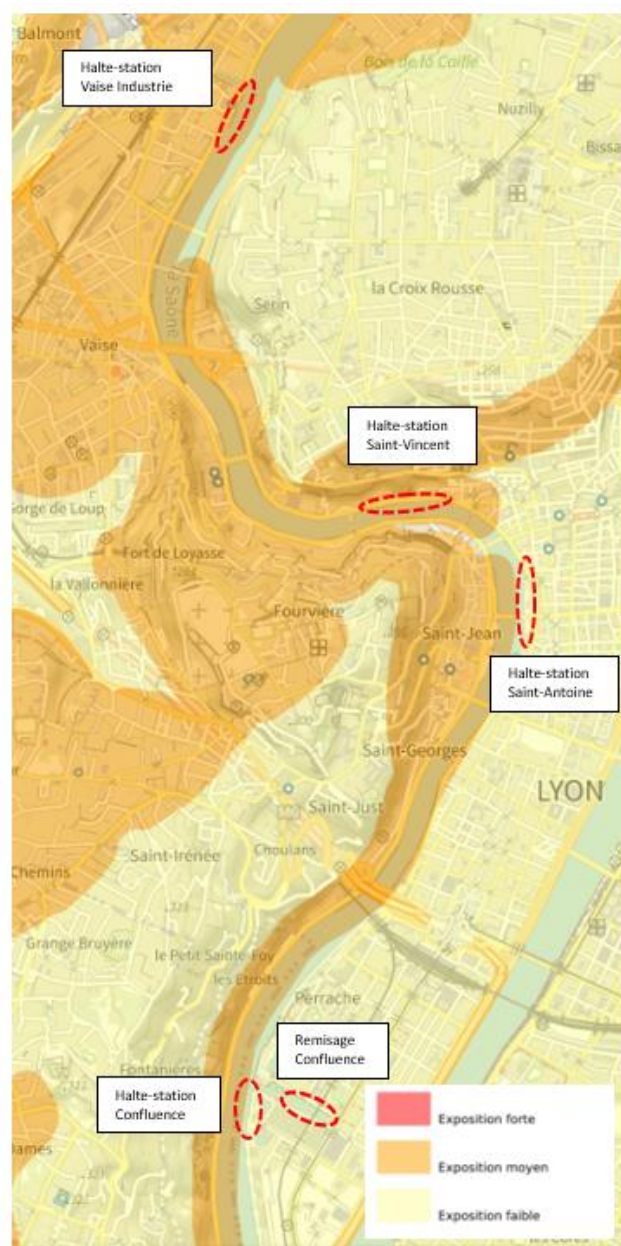 Balmont
Halte-station
Vaise Industrie
Bois de la Caille
Nuzilly
Bissa
la Saône
Serin
la Croix Rousse
Vaise
Halte-station
Saint-Vincent
Gorge de Loup
Fort de Loyasse
la Vallonnière
Fourvière
Saint-Jean
Halte-station
Saint-Antoine
Saint-Georges
LYON
Saint-Just
Saint-Irénée
Choulans
Chemins
Grange Bruyère
le Petit Sainte-Foy
les Etroits
Perrache
Remisage
Confluence
Fontanières
Halte-station
Confluence
Exposition forte
Dames
Exposition moyen
Exposition faible